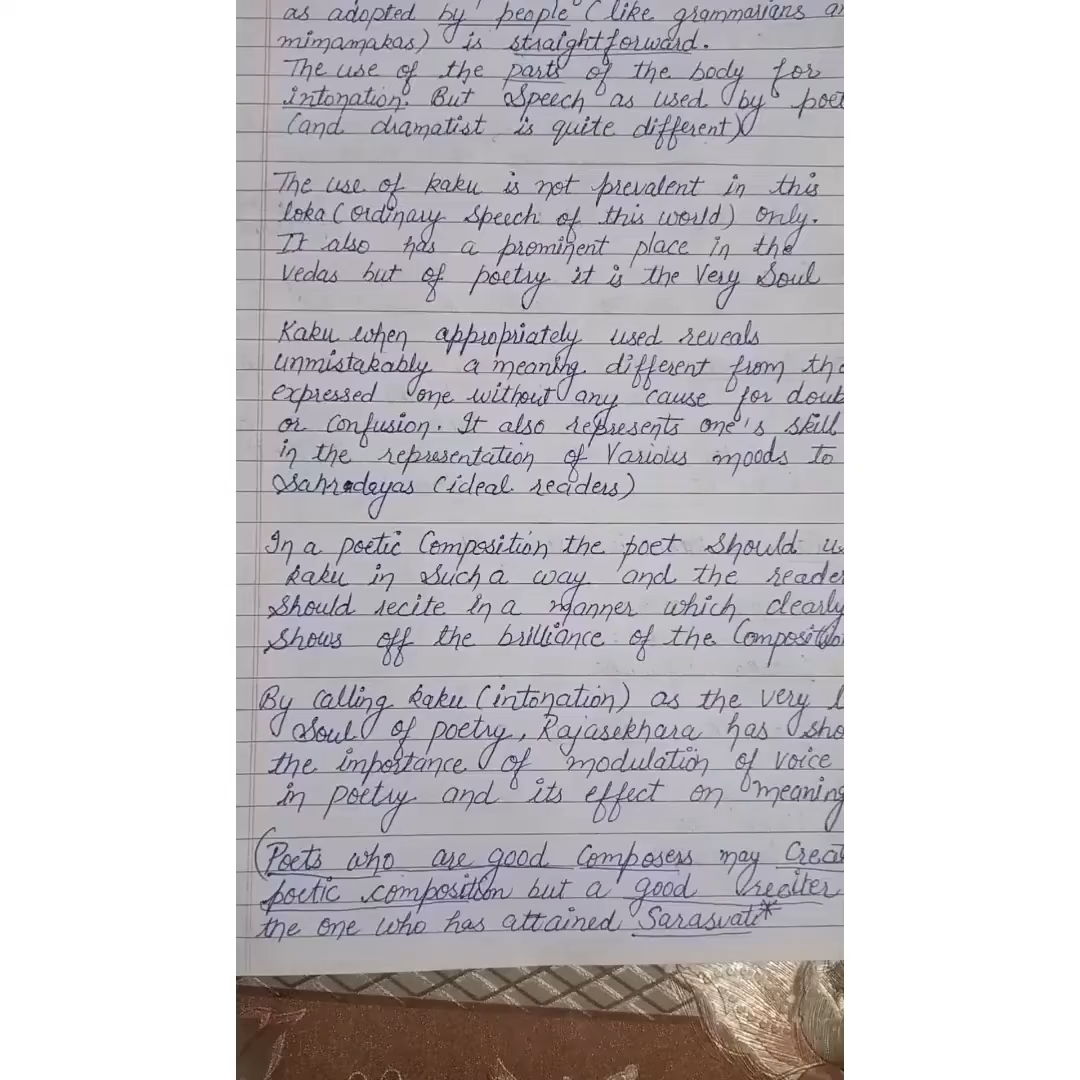 as adopted by people (like grammarians
mimamakas) is straightforward.
The use of the parts of the body for
intonation. But Speech as used by poet
(and dramatist is quite different)
The use of kaku is not prevalent in this
loka (ordinary speech of this world) only.
It also has a prominent place in the
vedas but of poetry it is the Very Soul
Kaku when appropriately used reveals
unmistakably a meaning different from the
expressed one without any cause for doub
or confusion. It also represents one's skill
in the representation of Various moods to
Sahradayas (ideal readers)
In a poetic Composition the poet should u
kaku in such a way and the reader
should recite in a manner which clearly
shows off the brilliance of the Composition
By calling kaku (intonation) as the very l
Soul of poetry, Rajasekhara has sho
the importance of modulation of voice
in poetry and its effect on meaning
(Poets who are good Composers may Creat
poetic composition but a good reciter
the one who has attained Sarasvati*